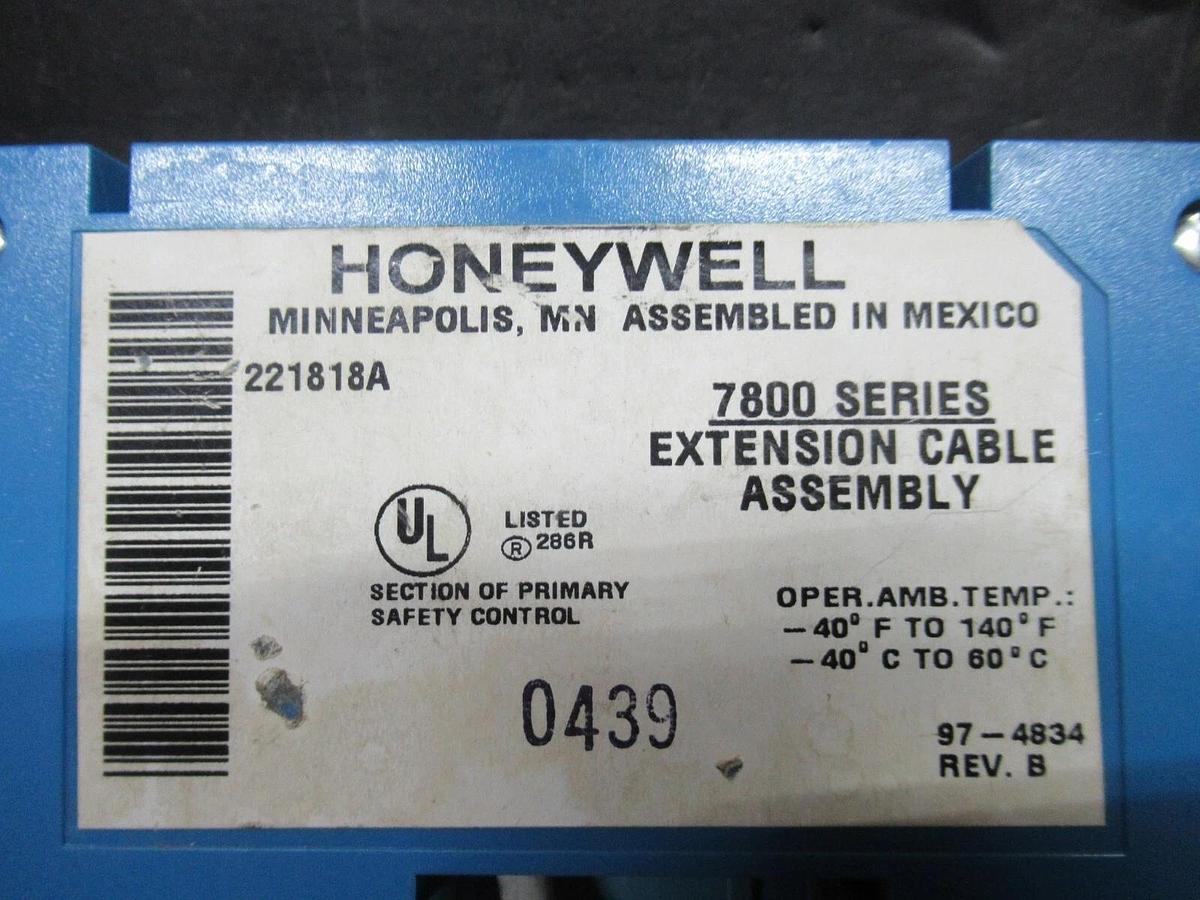 HONEYWELL
MINNEAPOLIS, MN ASSEMBLED IN MEXICO
221818A
7800 SERIES
EXTENSION CABLE
ASSEMBLY
UL
LISTED
® 286R
SECTION OF PRIMARY
SAFETY CONTROL
OPER.AMB.TEMP.:
—40° F TO 140° F
—40° C TO 60° C
0439
97—4834
REV. B